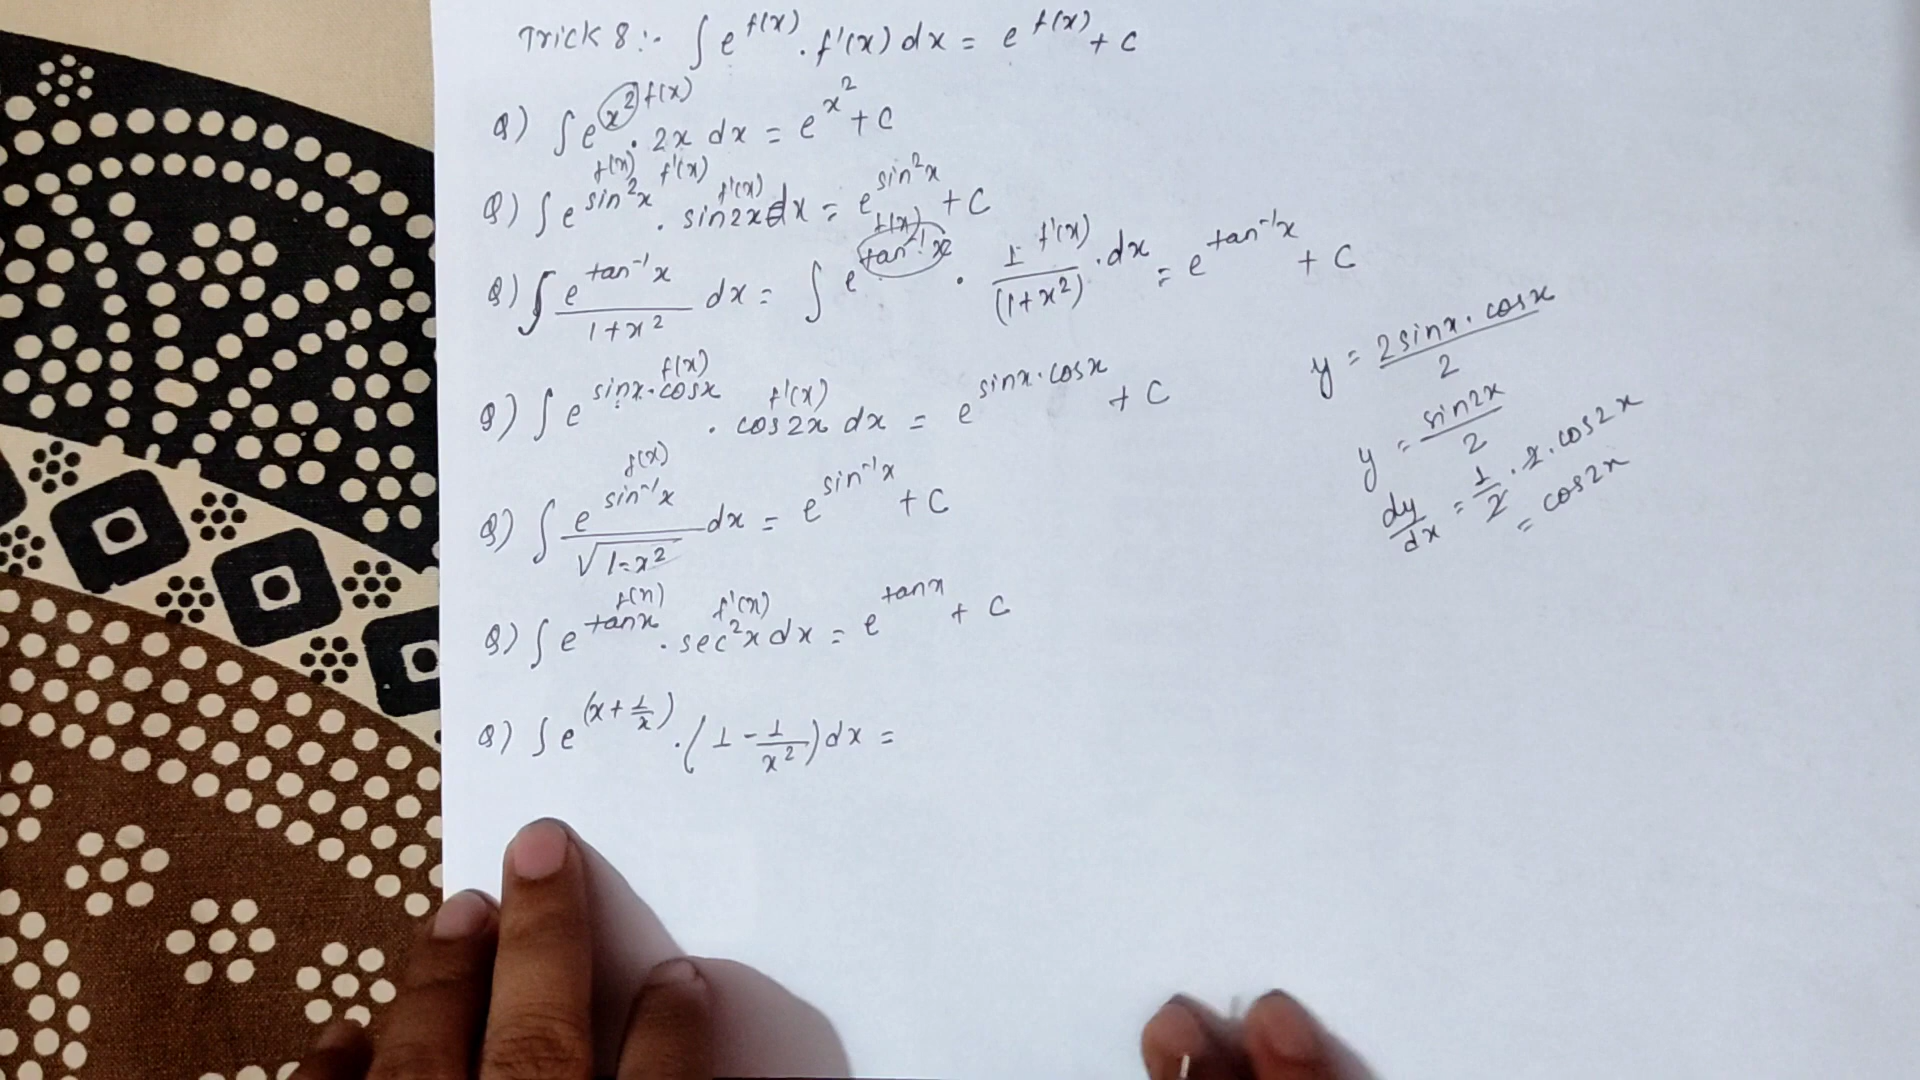 Trick 8:- ∫e^f(x) . f'(x) dx = e^f(x) + c
Q) ∫e^x² . 2x dx = e^x² + c
f(x)
f(x) f'(x) f'(x)
Q) ∫e^sin²x . sin2x dx = e^sin²x + c
f(x) f'(x)
Q) ∫ e^tan⁻¹x / 1+x² dx = ∫ e^tan⁻¹x . 1/(1+x²) . dx = e^tan⁻¹x + c
f(x) f'(x)
Q) ∫e^sinx.cosx . cos2x dx = e^sinx.cosx + c
f(x)
Q) ∫ e^sin⁻¹x / √1-x² dx = e^sin⁻¹x + c
f(x) f'(x)
Q) ∫e^tanx . sec²x dx = e^tanx + c
Q) ∫e^(x+1/x) . (1 - 1/x²) dx =
y = 2sinx.cosx / 2
y = sin2x / 2
dy/dx = 1/2 . 2 . cos2x
= cos2x